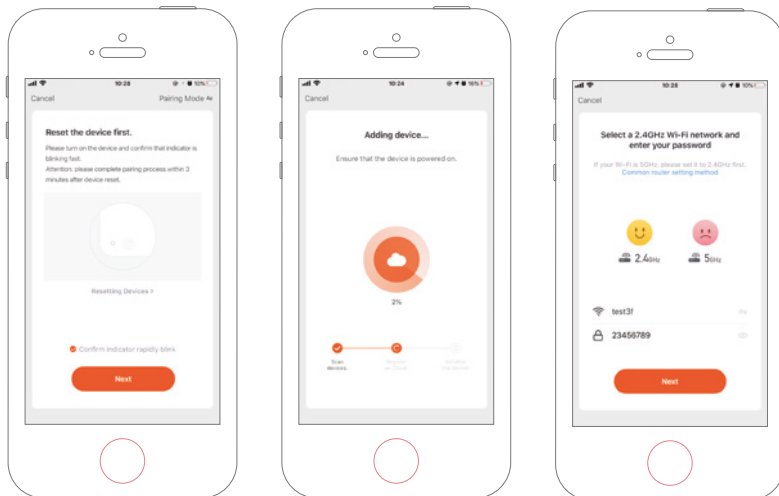 10:28
10%
Cancel
Pairing Mode
Reset the device first.
Please turn on the device and confirm that indicator is
blinking fast.
Attention: please complete pairing process within 3
minutes after device reset.
Resetting Devices >
Confirm indicator rapidly blink
Next
10:24
16%
Cancel
Adding device...
Ensure that the device is powered on.
2%
Scan
devices.
10:28
10%
Cancel
Select a 2.4GHz Wi-Fi network and
enter your password
If your Wi-Fi is 5GHz, please set it to 2.4GHz first.
Common router setting method
2.4GHz
5GHz
test3f
23456789
Next